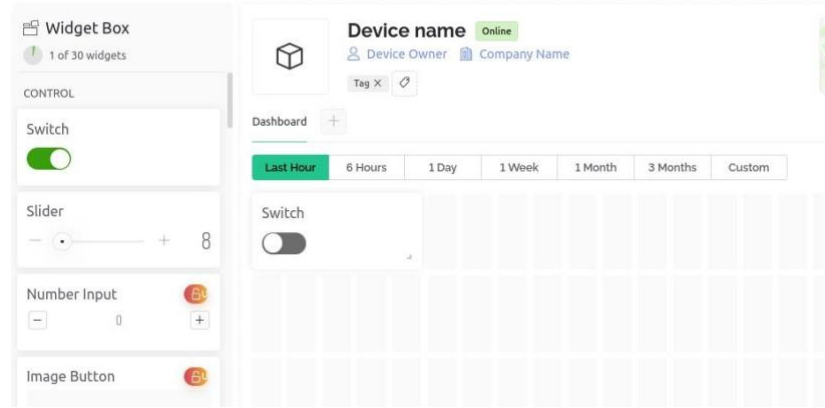 Widget Box
1 of 30 widgets
CONTROL
Switch
Slider
− + 8
Number Input
− 0 +
Image Button
Device name Online
Device Owner Company Name
Tag X
Dashboard +
Last Hour 6 Hours 1 Day 1 Week 1 Month 3 Months Custom
Switch